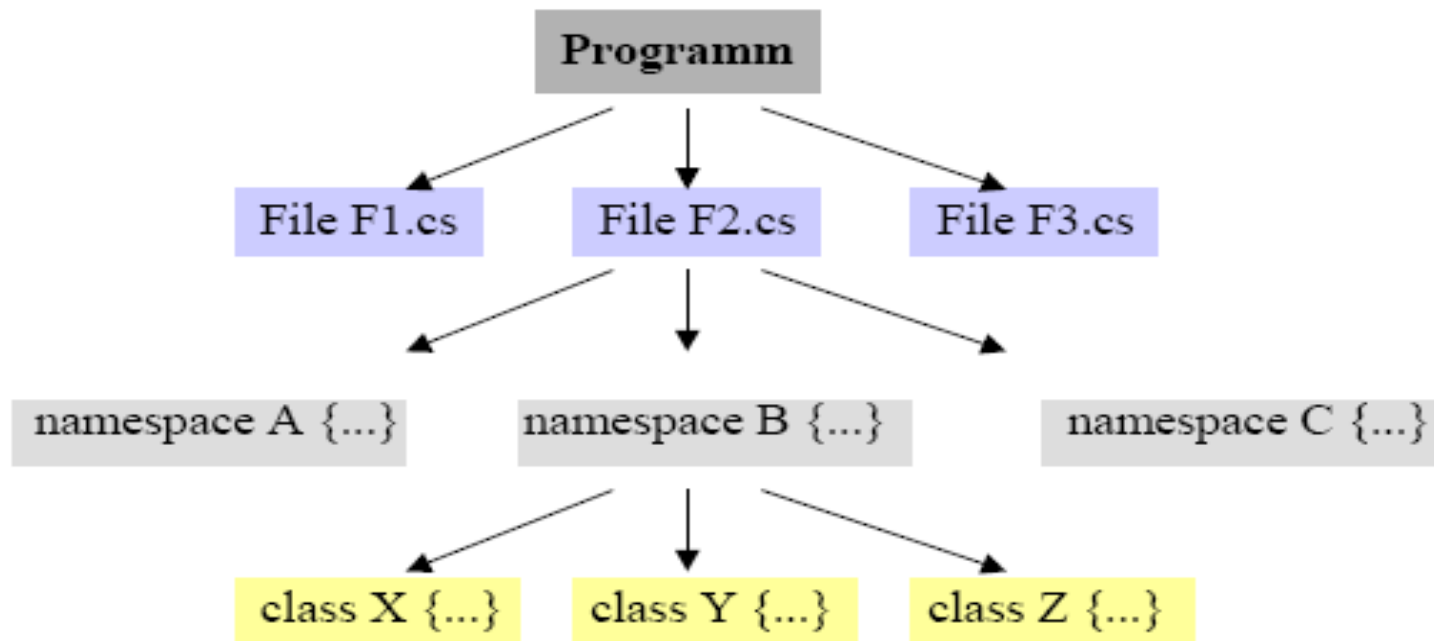 Programm
File F1.cs
File F2.cs
File F3.cs
namespace A {...}
namespace B {...}
namespace C {...}
class X {...}
class Y {...}
class Z {...}